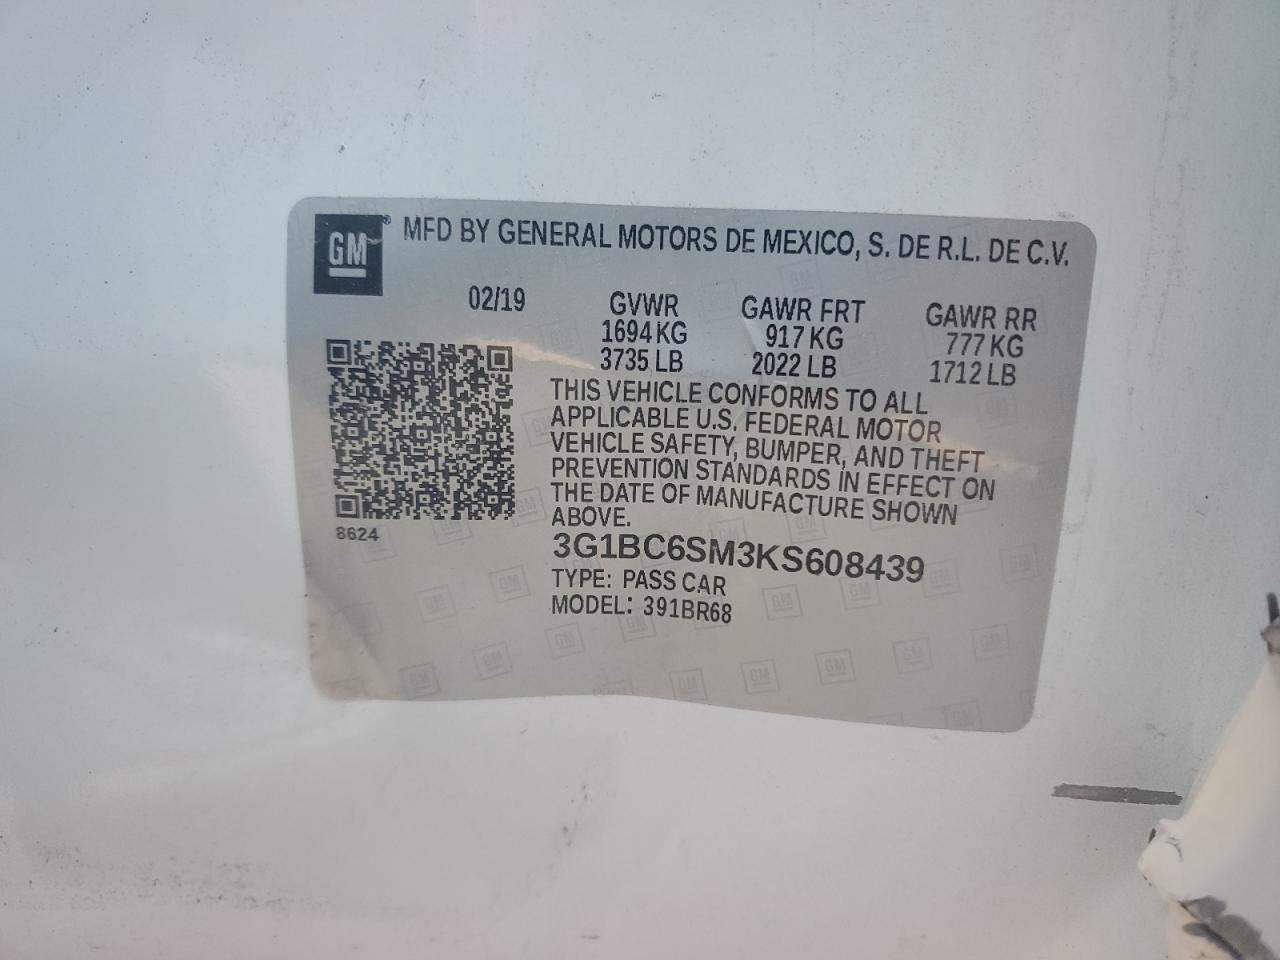 GM® MFD BY GENERAL MOTORS DE MEXICO, S. DE R.L. DE C.V.
02/19 GVWR GAWR FRT GAWR RR
1694 KG 917 KG 777 KG
3735 LB 2022 LB 1712 LB
THIS VEHICLE CONFORMS TO ALL
APPLICABLE U.S. FEDERAL MOTOR
VEHICLE SAFETY, BUMPER, AND THEFT
PREVENTION STANDARDS IN EFFECT ON
THE DATE OF MANUFACTURE SHOWN
ABOVE.
8624
3G1BC6SM3KS608439
TYPE: PASS CAR
MODEL: 391BR68